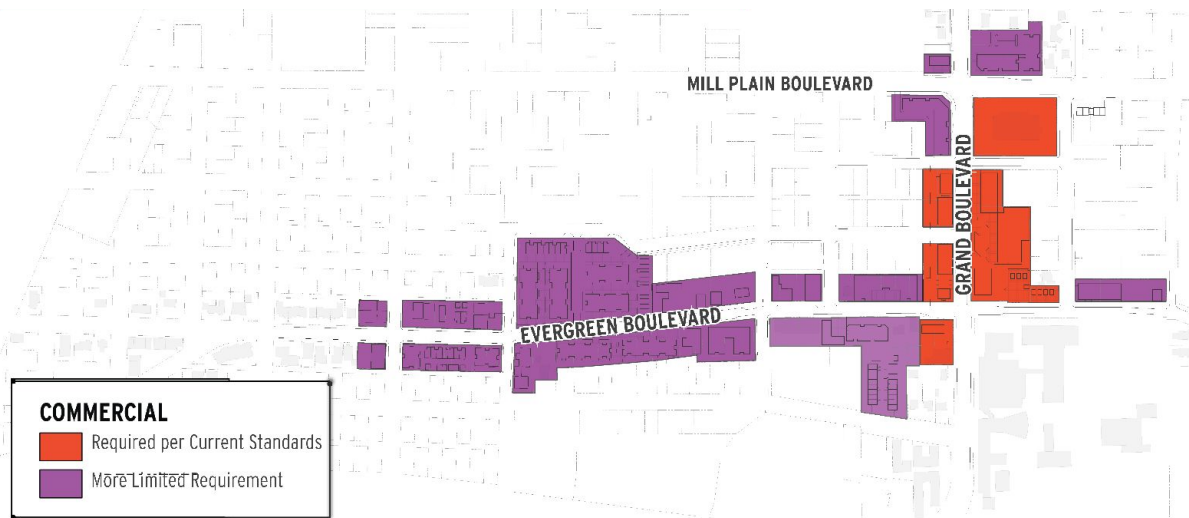 MILL PLAIN BOULEVARD
GRAND BOULEVARD
EVERGREEN BOULEVARD
COMMERCIAL
Required per Current Standards
More Limited Requirement